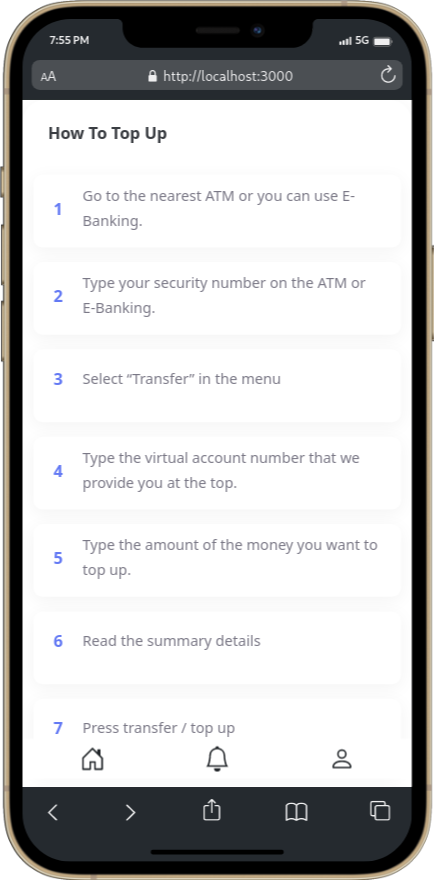 7:55 PM
5G
AA
http://localhost:3000
How To Top Up
1
Go to the nearest ATM or you can use E-
Banking.
2
Type your security number on the ATM or
E-Banking.
3
Select “Transfer” in the menu
4
Type the virtual account number that we
provide you at the top.
5
Type the amount of the money you want to
top up.
6
Read the summary details
7
Press transfer / top up